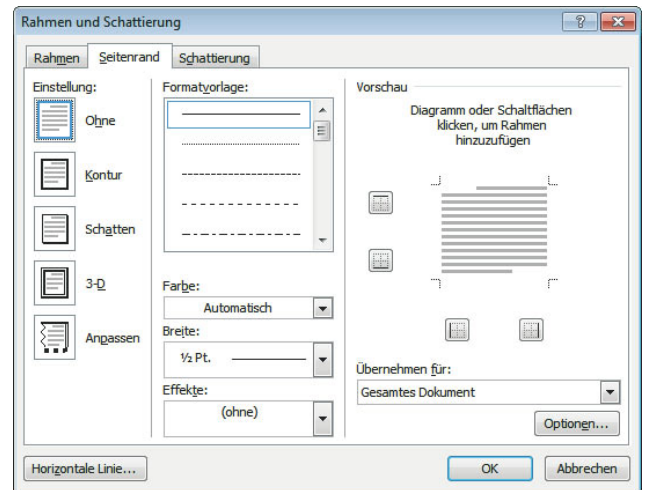 Rahmen und Schattierung
Rahmen
Seitenrand
Schattierung
Einstellung:
Ohne
Kontur
Schatten
3-D
Anpassen
Formatvorlage:
Farbe:
Automatisch
Breite:
½ Pt.
Effekte:
(ohne)
Vorschau
Diagramm oder Schaltflächen
klicken, um Rahmen
hinzuzufügen
Übernehmen für:
Gesamtes Dokument
Optionen...
Horizontale Linie...
OK
Abbrechen